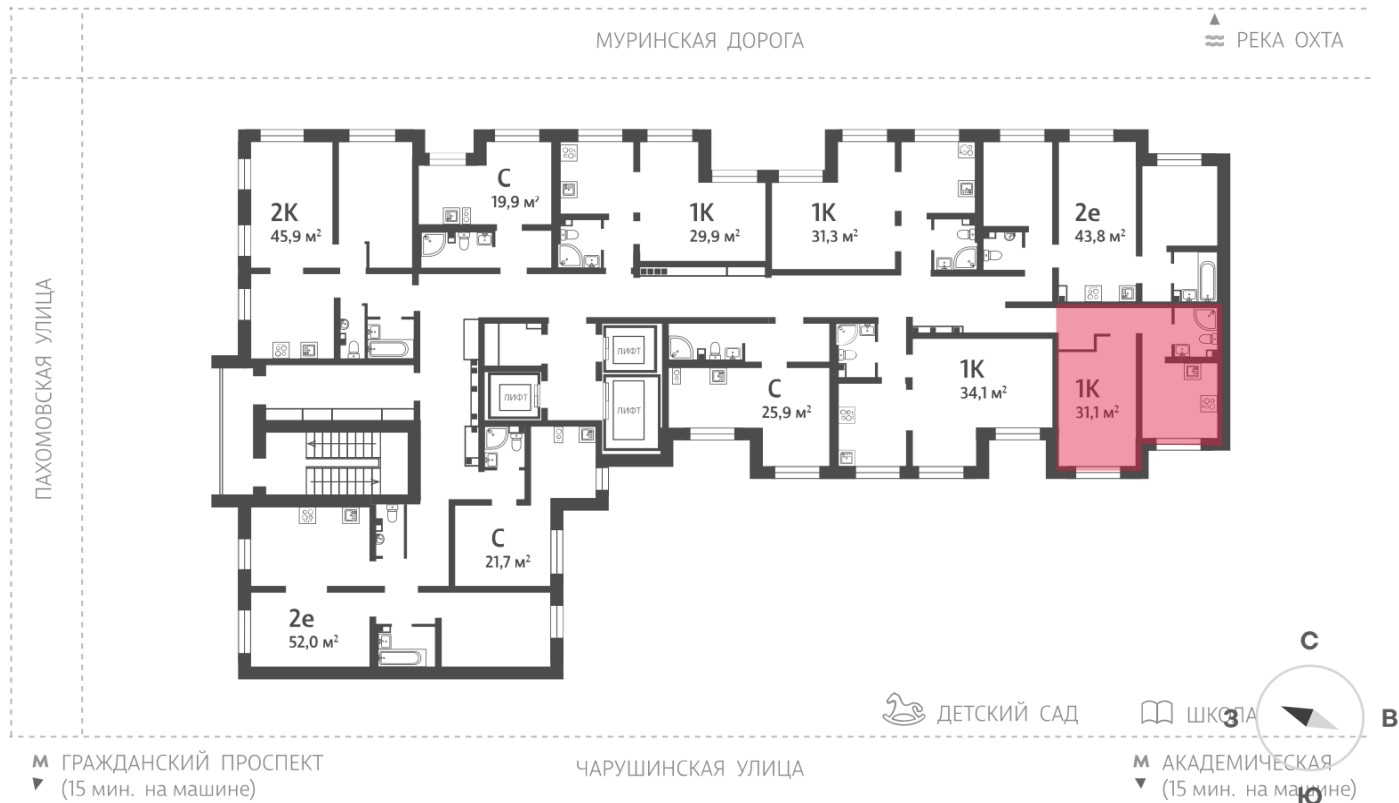 МУРИНСКАЯ ДОРОГА
РЕКА ОХТА
ПАХОМОВСКАЯ УЛИЦА
2К
45,9 м²
С
19,9 м²
1К
29,9 м²
1К
31,3 м²
2е
43,8 м²
ЛИФТ
ЛИФТ
ЛИФТ
С
25,9 м²
1К
34,1 м²
1К
31,1 м²
С
21,7 м²
2е
52,0 м²
ДЕТСКИЙ САД
ШКОЛА
С
З
В
Ю
М ГРАЖДАНСКИЙ ПРОСПЕКТ
(15 мин. на машине)
ЧАРУШИНСКАЯ УЛИЦА
М АКАДЕМИЧЕСКАЯ
(15 мин. на машине)